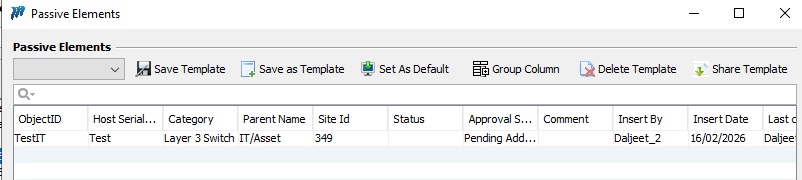 Passive Elements
Passive Elements
Save Template Save as Template Set As Default Group Column Delete Template Share Template
ObjectID Host Serial... Category Parent Name Site Id Status Approval S... Comment Insert By Insert Date Last c
TestIT Test Layer 3 Switch IT/Asset 349 Pending Add... Daljeet_2 16/02/2026 Daljee